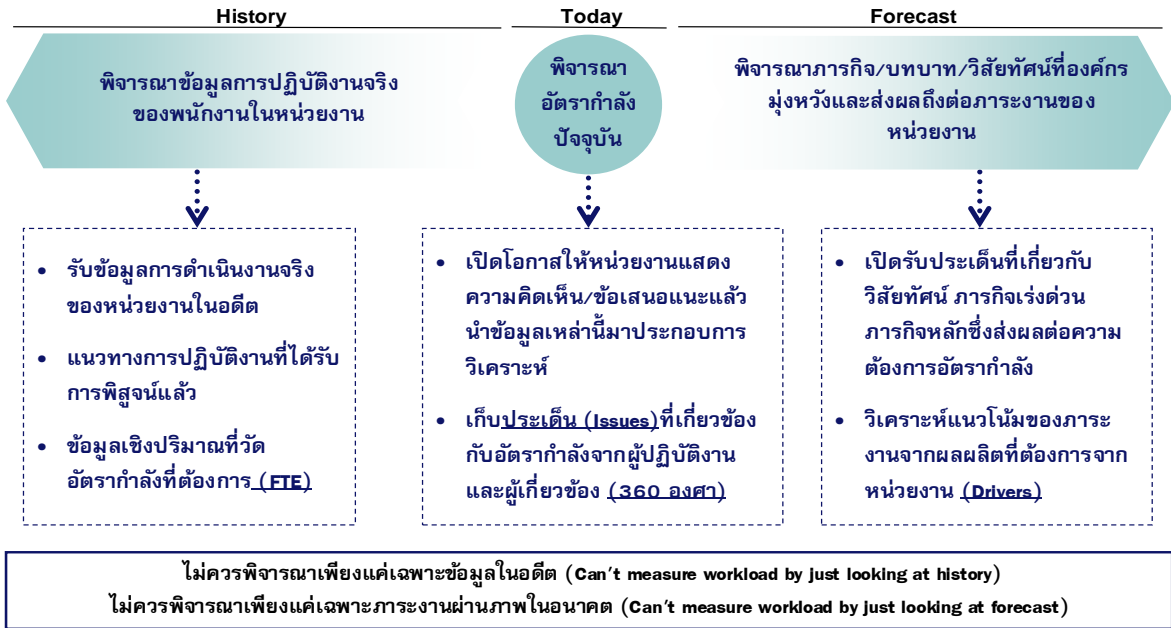 History
พิจารณาข้อมูลการปฏิบัติงานจริง
ของพนักงานในหน่วยงาน
• รับข้อมูลการดำเนินงานจริง
ของหน่วยงานในอดีต
• แนวทางการปฏิบัติงานที่ได้รับ
การพิสูจน์แล้ว
• ข้อมูลเชิงปริมาณที่วัด
อัตรากำลังที่ต้องการ (FTE)
Today
พิจารณา
อัตรากำลัง
ปัจจุบัน
• เปิดโอกาสให้หน่วยงานแสดง
ความคิดเห็น/ข้อเสนอแนะแล้ว
นำข้อมูลเหล่านี้มาประกอบการ
วิเคราะห์
• เก็บประเด็น (Issues)ที่เกี่ยวข้อง
กับอัตรากำลังจากผู้ปฏิบัติงาน
และผู้เกี่ยวข้อง (360 องศา)
Forecast
พิจารณาภารกิจ/บทบาท/วิสัยทัศน์ที่องค์กร
มุ่งหวังและส่งผลถึงต่อภาระงานของ
หน่วยงาน
• เปิดรับประเด็นที่เกี่ยวกับ
วิสัยทัศน์ ภารกิจเร่งด่วน
ภารกิจหลักซึ่งส่งผลต่อความ
ต้องการอัตรากำลัง
• วิเคราะห์แนวโน้มของภาระ
งานจากผลผลิตที่ต้องการจาก
หน่วยงาน (Drivers)
ไม่ควรพิจารณาเพียงแค่เฉพาะข้อมูลในอดีต (Can't measure workload by just looking at history)
ไม่ควรพิจารณาเพียงแค่เฉพาะภาระงานผ่านภาพในอนาคต (Can't measure workload by just looking at forecast)